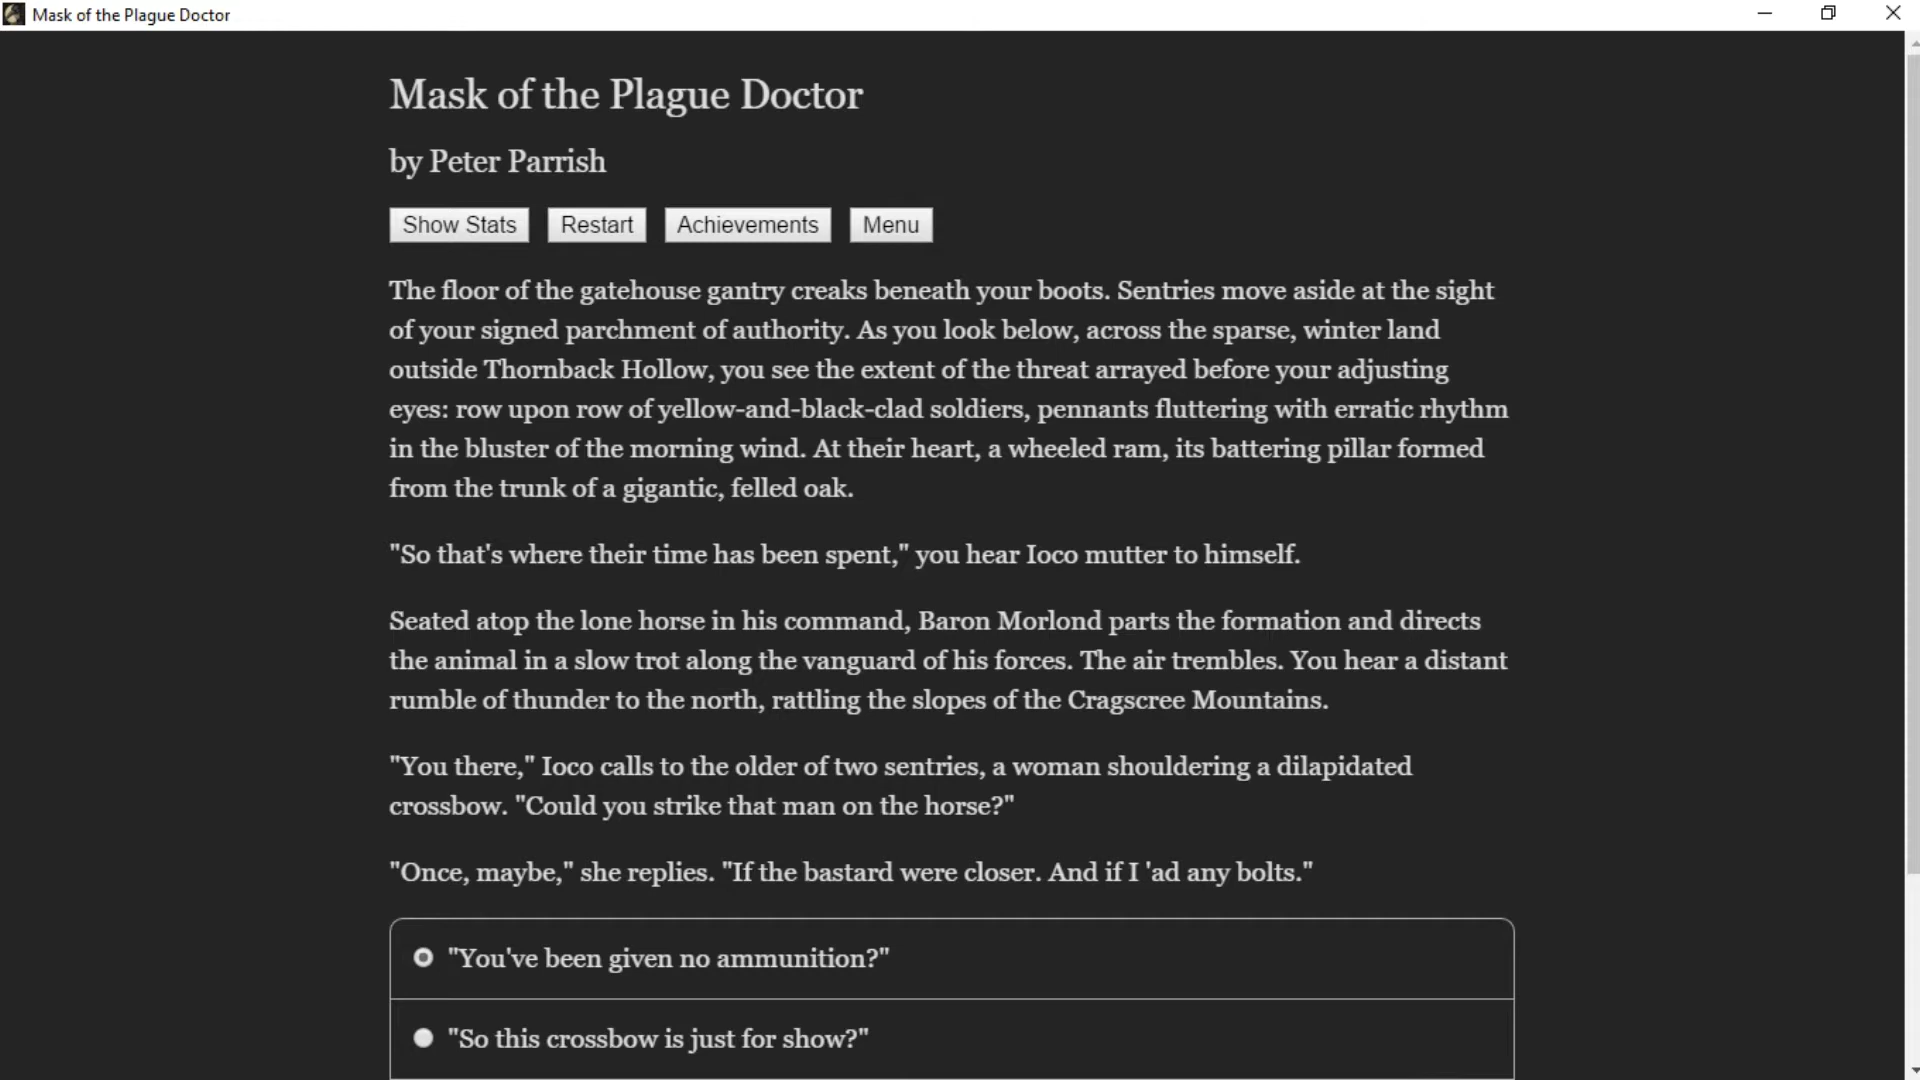 Mask of the Plague Doctor
Mask of the Plague Doctor
by Peter Parrish
Show Stats
Restart
Achievements
Menu
The floor of the gatehouse gantry creaks beneath your boots. Sentries move aside at the sight
of your signed parchment of authority. As you look below, across the sparse, winter land
outside Thornback Hollow, you see the extent of the threat arrayed before your adjusting
eyes: row upon row of yellow-and-black-clad soldiers, pennants fluttering with erratic rhythm
in the bluster of the morning wind. At their heart, a wheeled ram, its battering pillar formed
from the trunk of a gigantic, felled oak.
"So that's where their time has been spent," you hear Ioco mutter to himself.
Seated atop the lone horse in his command, Baron Morlond parts the formation and directs
the animal in a slow trot along the vanguard of his forces. The air trembles. You hear a distant
rumble of thunder to the north, rattling the slopes of the Cragscree Mountains.
"You there," Ioco calls to the older of two sentries, a woman shouldering a dilapidated
crossbow. "Could you strike that man on the horse?"
"Once, maybe," she replies. "If the bastard were closer. And if I 'ad any bolts."
"You've been given no ammunition?"
"So this crossbow is just for show?"